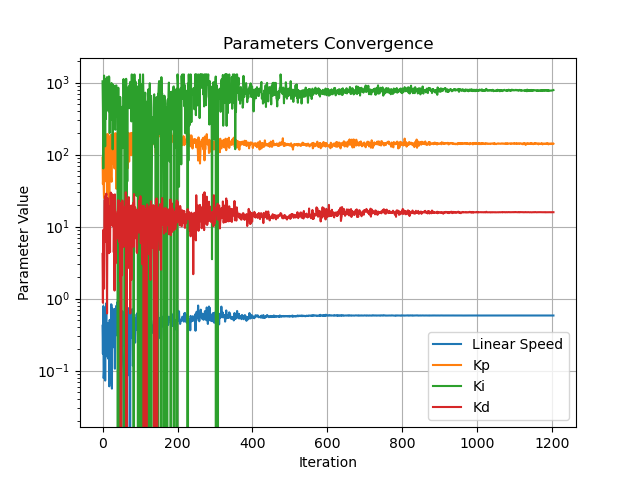 Parameters Convergence
Parameter Value
10³
10²
10¹
10⁰
10⁻¹
Linear Speed
Kp
Ki
Kd
0 200 400 600 800 1000 1200
Iteration